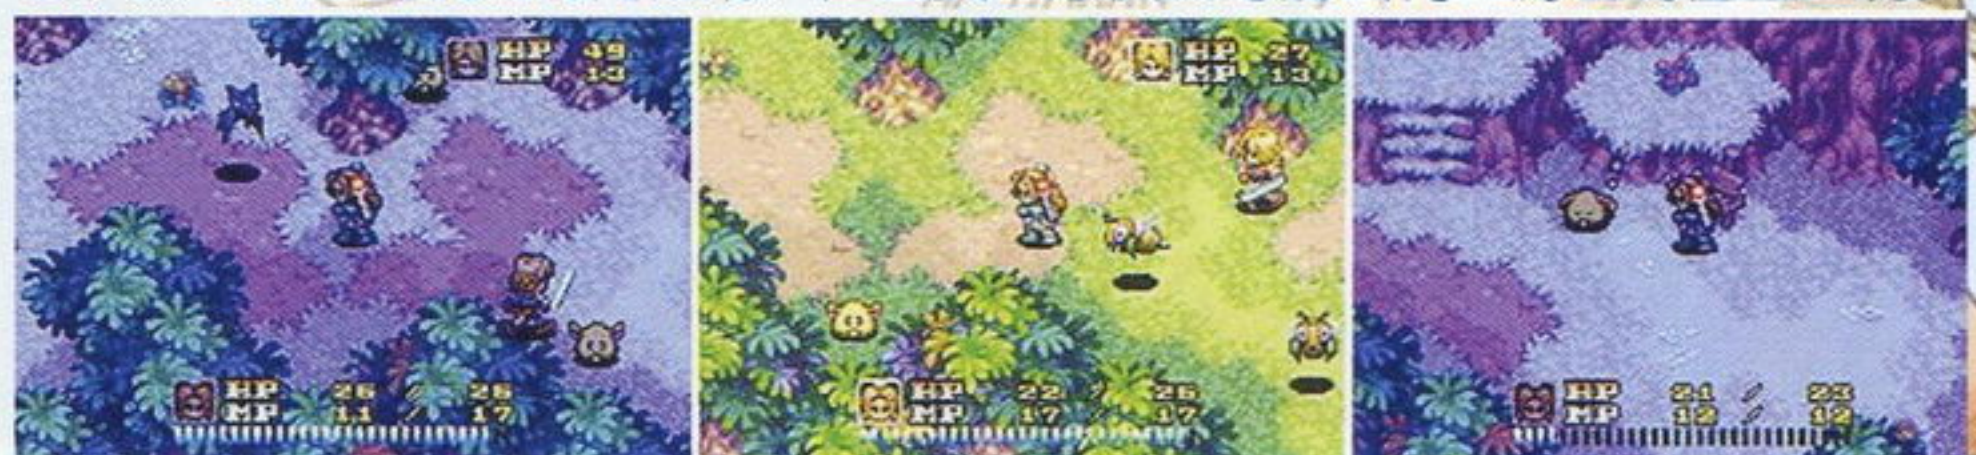 HP 49
MP 13
HP 26 / 26
MP 11 / 17
HP 27
MP 13
HP 22 / 26
MP 17 / 17
HP 21 / 23
MP 12 / 12